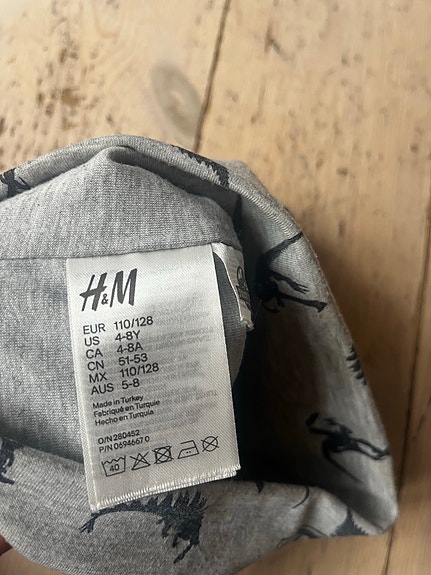 H&M
EUR 110/128
US 4-8Y
CA 4-8A
CN 51-53
MX 110/128
AUS 5-8
Made in Turkey
Fabriqué en Turquie
Hecho en Turquía
O/N 280452
P/N 0694667 0
40